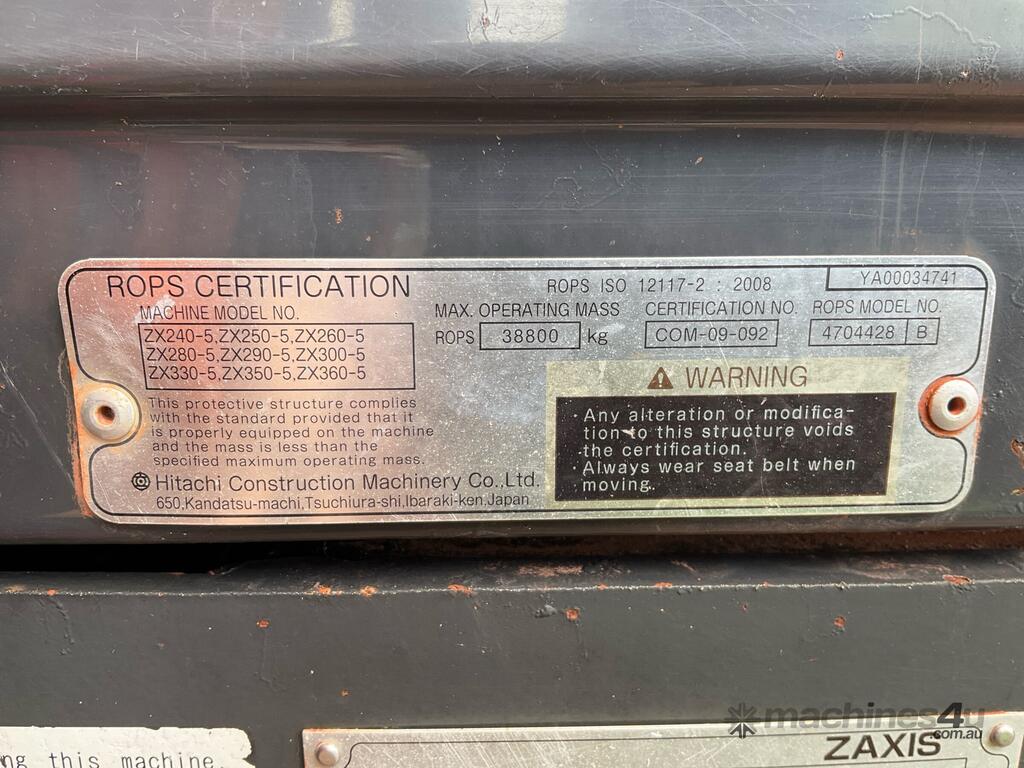 ROPS CERTIFICATION
ROPS ISO 12117-2 : 2008
YA00034741
MACHINE MODEL NO.
ZX240-5,ZX250-5,ZX260-5
ZX280-5,ZX290-5,ZX300-5
ZX330-5,ZX350-5,ZX360-5
MAX. OPERATING MASS
ROPS 38800 kg
CERTIFICATION NO.
COM-09-092
ROPS MODEL NO.
4704428 B
This protective structure complies
with the standard provided that it
is properly equipped on the machine
and the mass is less than the
specified maximum operating mass.
Hitachi Construction Machinery Co.,Ltd.
650,Kandatsu-machi,Tsuchiura-shi,Ibaraki-ken,Japan
WARNING
・Any alteration or modifica-
tion to this structure voids
the certification.
・Always wear seat belt when
moving.
this machine.
ZAXIS
machines4u
.com.au